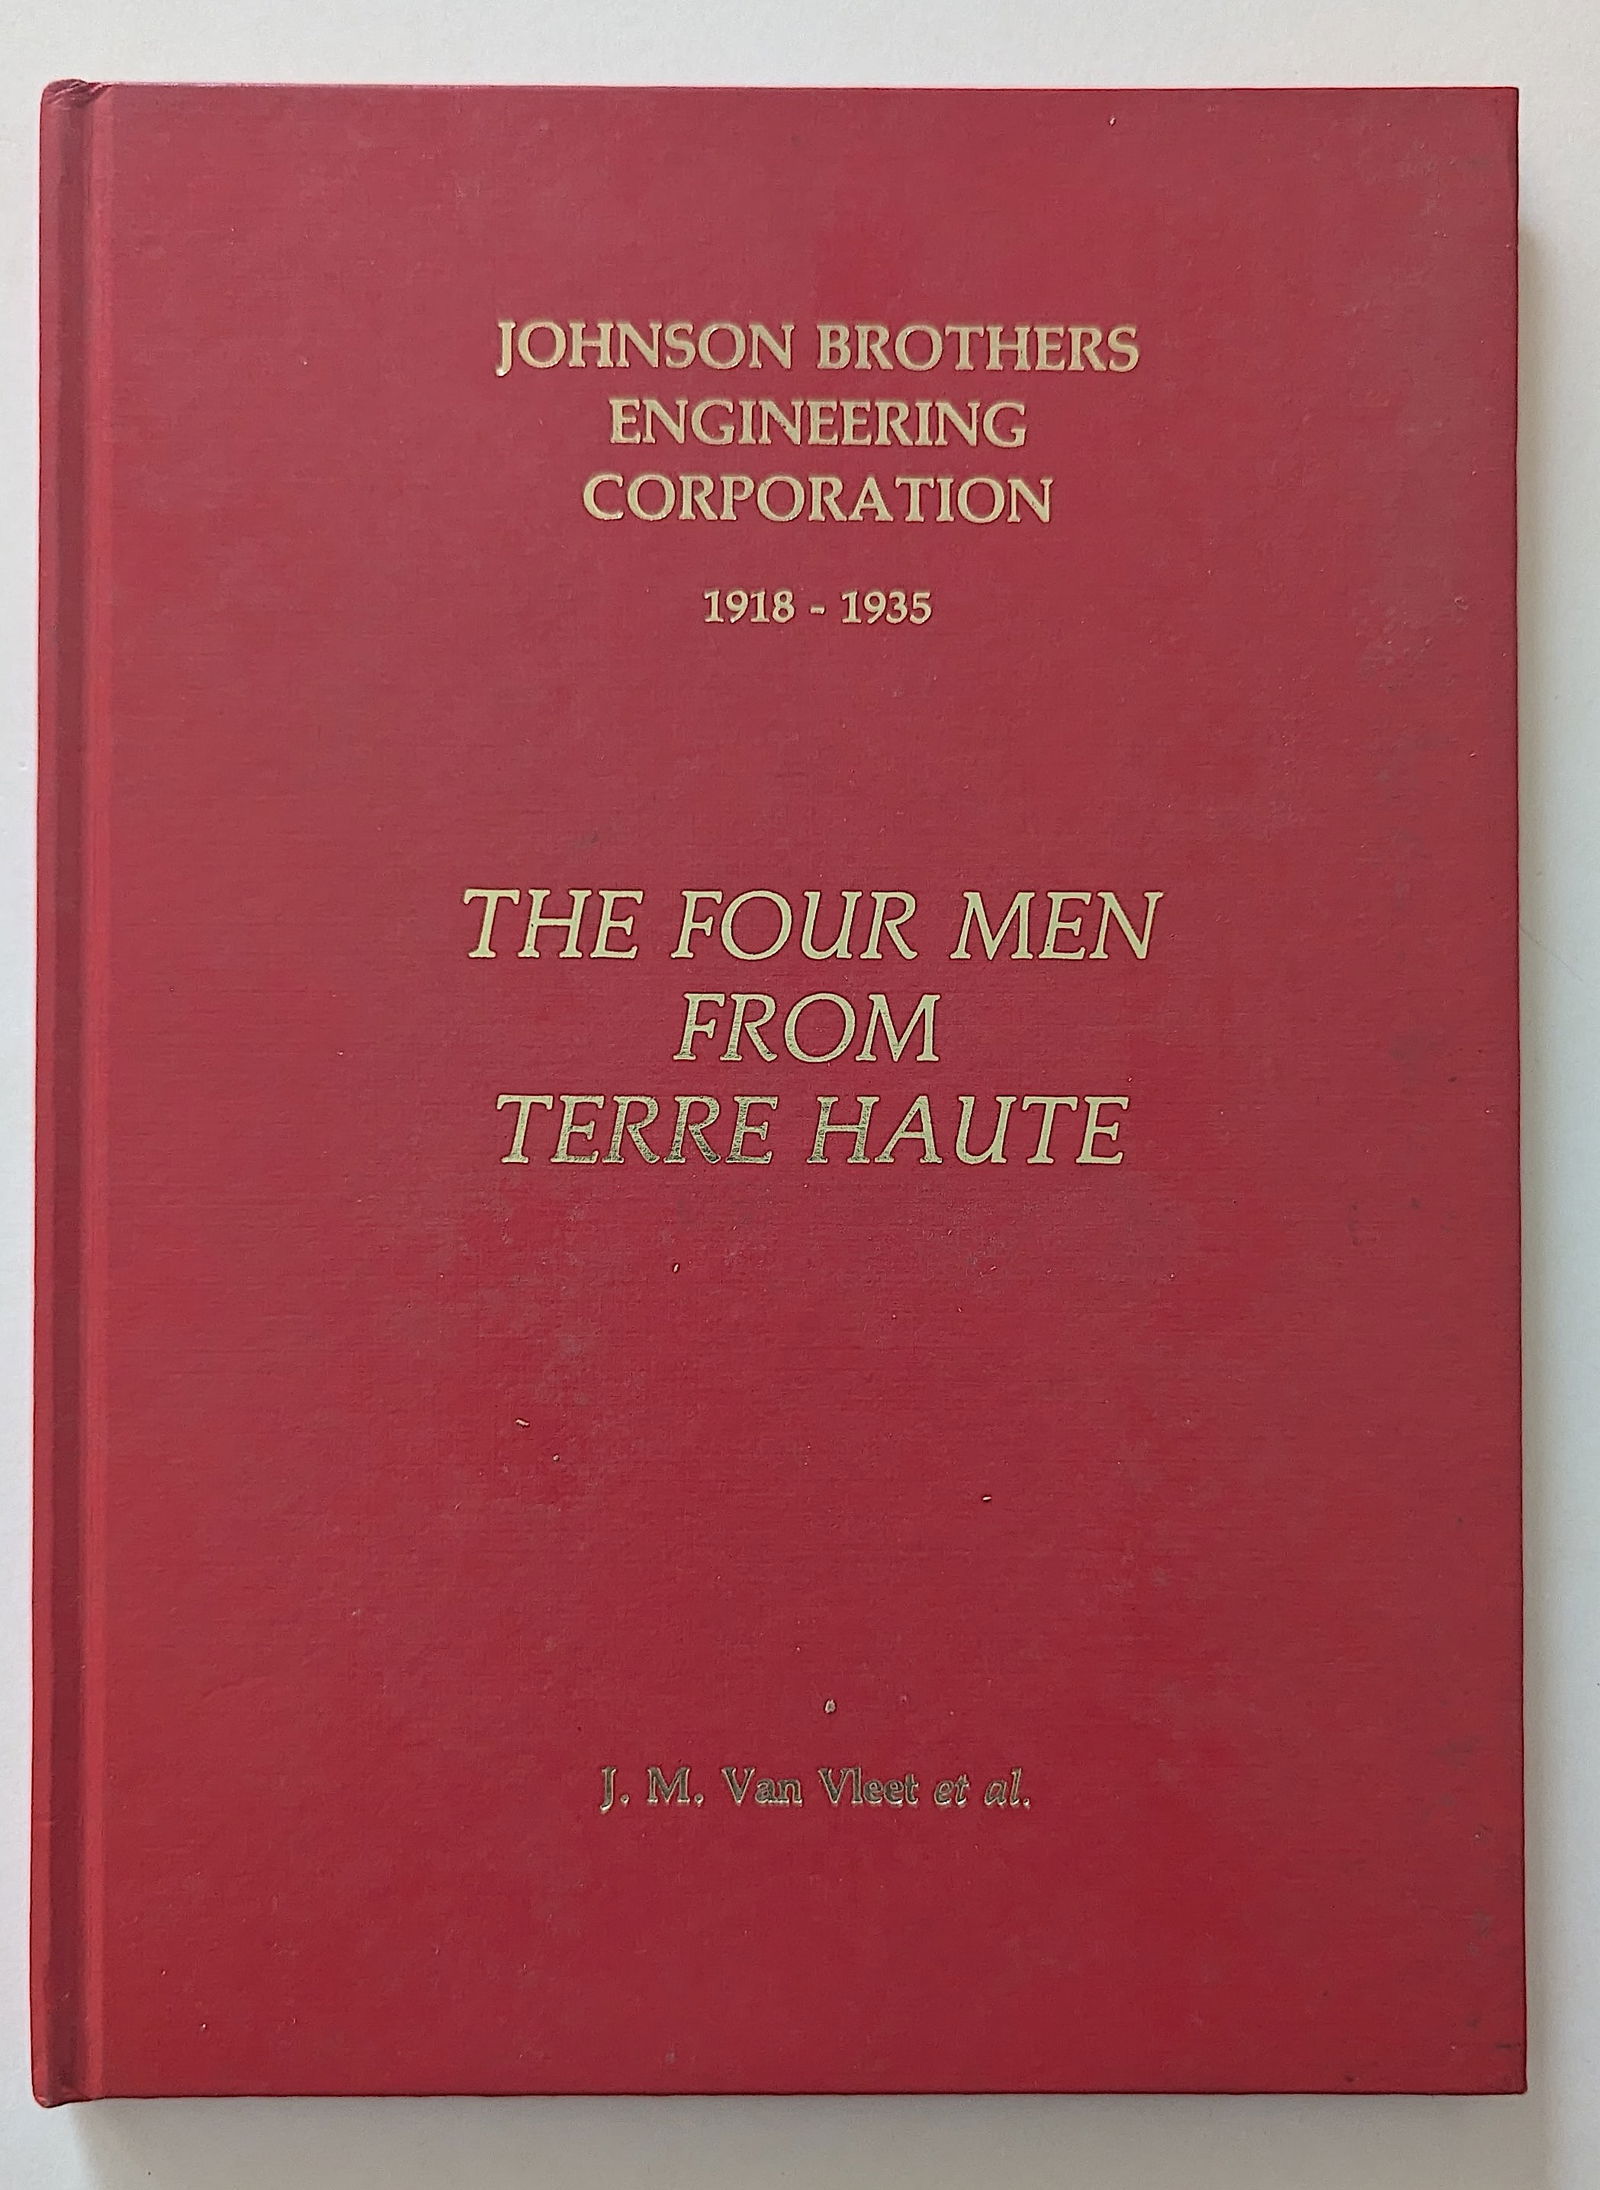 JOHNSON BROTHERS
ENGINEERING
CORPORATION
1918 - 1935
THE FOUR MEN
FROM
TERRE HAUTE
J. M. Van Vleet et al.